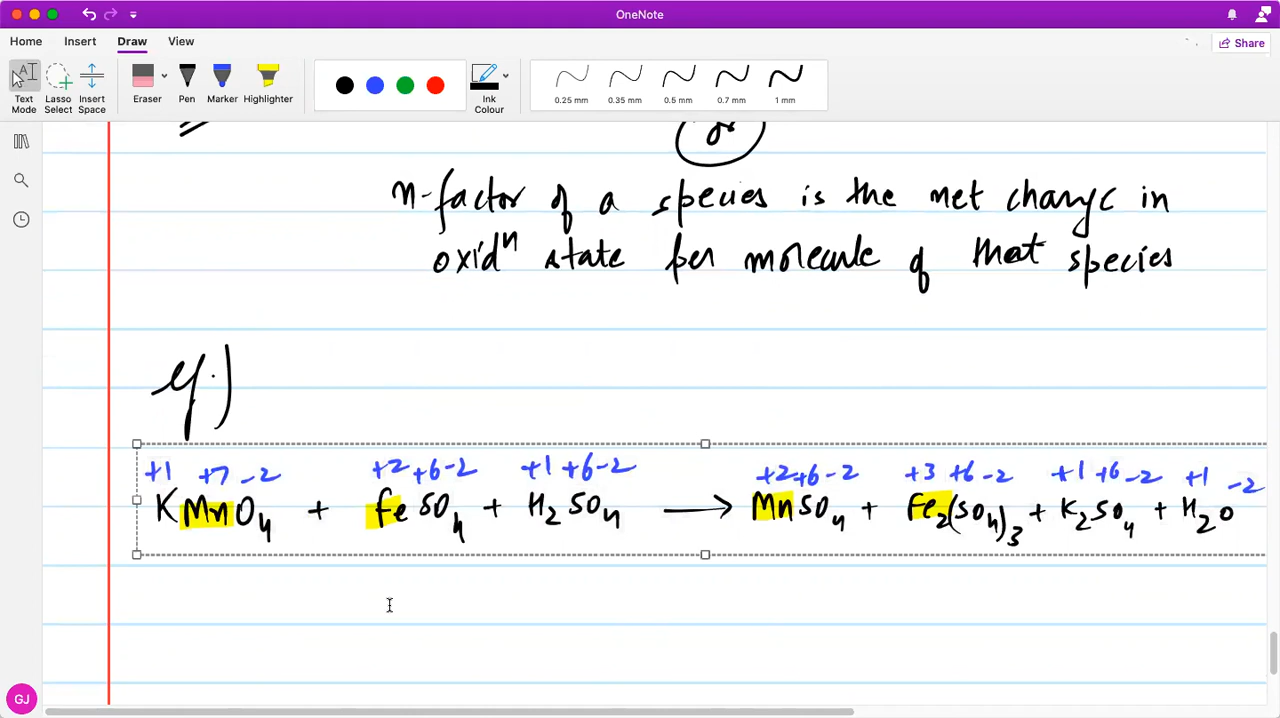 OneNote
Home Insert Draw View
Share
Text Mode
Lasso Select
Insert Space
Eraser
Pen
Marker
Highlighter
Ink Colour
0.25 mm 0.35 mm 0.5 mm 0.7 mm 1 mm
or
n-factor of a species is the net change in
oxidⁿ state per molecule of that species
eg.)
+1 +7 -2 +2 +6 -2 +1 +6 -2 +2 +6 -2 +3 +6 -2 +1 +6 -2 +1 -2
KMnO₄ + FeSO₄ + H₂SO₄ ⟶ MnSO₄ + Fe₂(SO₄)₃ + K₂SO₄ + H₂O
GJ